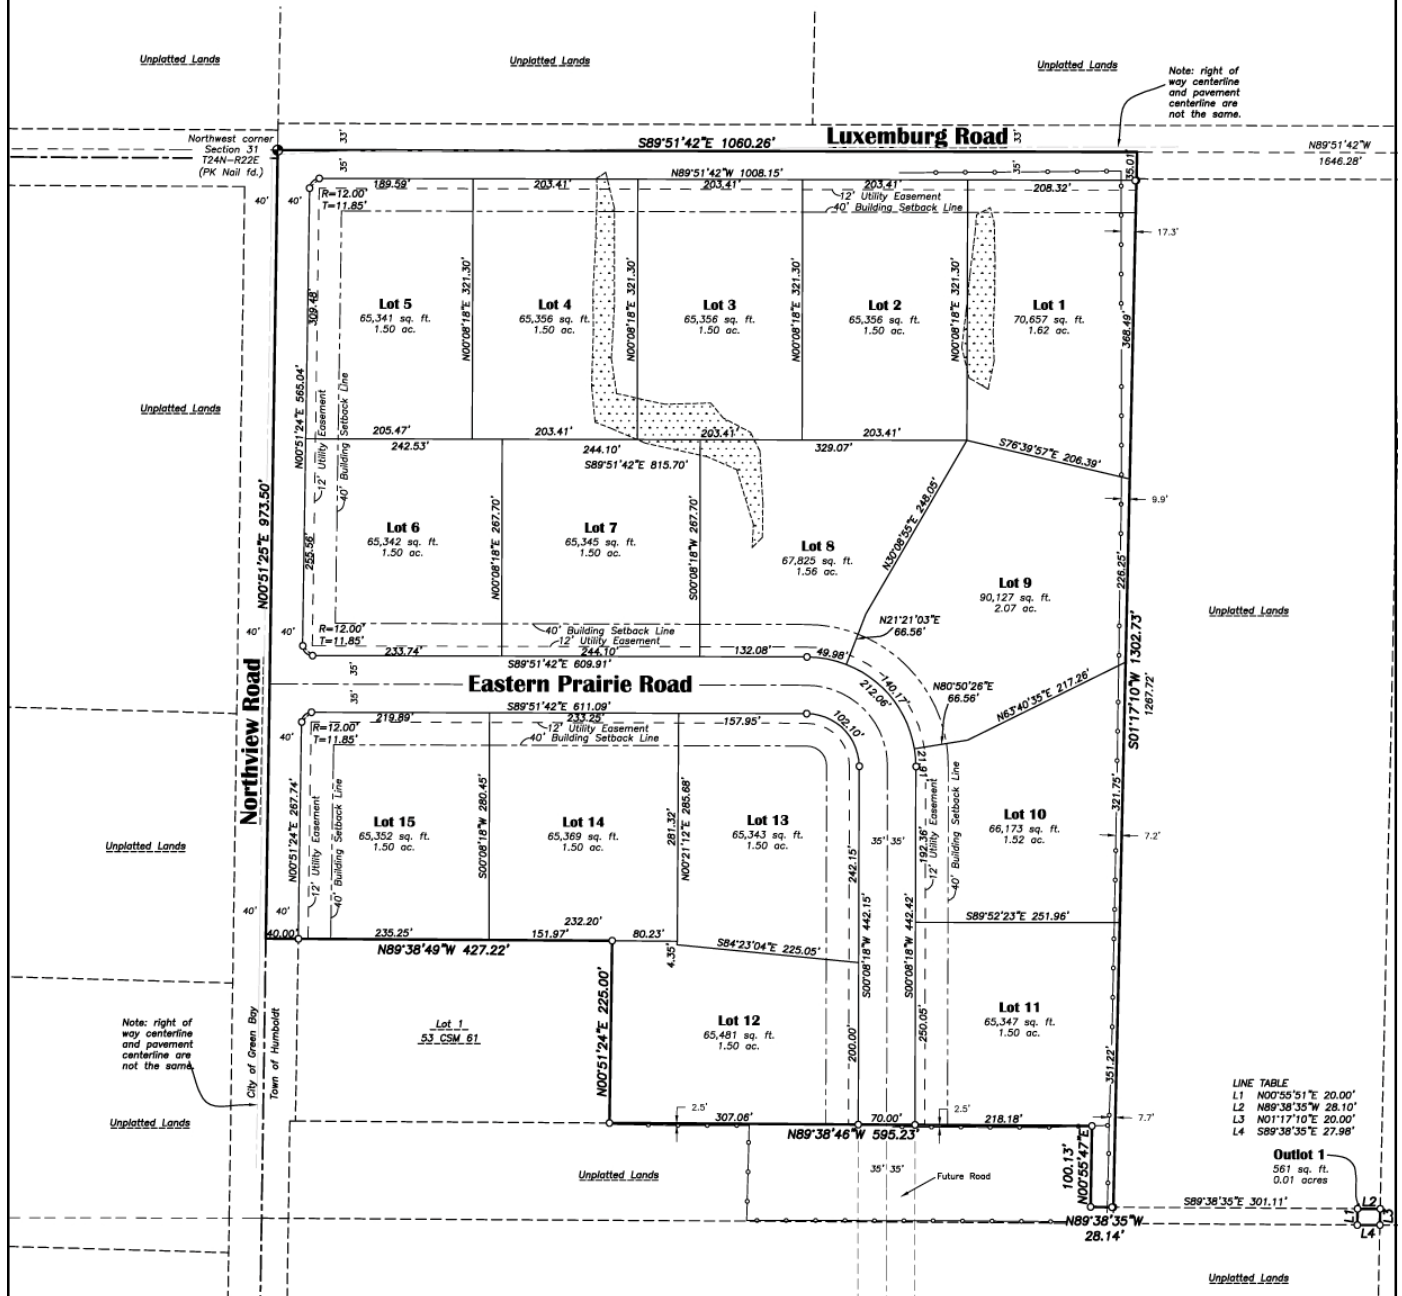 Unplatted Lands
Unplatted Lands
Unplatted Lands
Note: right of
way centerline
and pavement
centerline are
not the same.
Northwest corner
Section 31
T24N-R22E
(PK Nail fd.)
33'
S89°51'42"E 1060.26'
Luxemburg Road
33'
N89°51'42"W
1646.28'
35'
N89°51'42"W 1008.15'
35'
35.01'
40'
40'
R=12.00'
T=11.85'
189.59'
203.41'
203.41'
203.41'
208.32'
12' Utility Easement
40' Building Setback Line
17.3'
309.48'
N00°08'18"E 321.30'
N00°08'18"E 321.30'
N00°08'18"E 321.30'
N00°08'18"E 321.30'
368.49'
Lot 5
65,341 sq. ft.
1.50 ac.
Lot 4
65,356 sq. ft.
1.50 ac.
Lot 3
65,356 sq. ft.
1.50 ac.
Lot 2
65,356 sq. ft.
1.50 ac.
Lot 1
70,657 sq. ft.
1.62 ac.
Unplatted Lands
N00°51'24"E 565.04'
12' Utility Easement
40' Building Setback Line
205.47'
203.41'
203.41'
203.41'
242.53'
244.10'
329.07'
S89°51'42"E 815.70'
S76°39'57"E 206.39'
9.9'
N00°51'25"E 973.50'
255.56'
N00°08'18"E 267.70'
S00°08'18"W 267.70'
N30°08'55"E 248.05'
Lot 6
65,342 sq. ft.
1.50 ac.
Lot 7
65,345 sq. ft.
1.50 ac.
Lot 8
67,825 sq. ft.
1.56 ac.
Lot 9
90,127 sq. ft.
2.07 ac.
226.25'
Unplatted Lands
N21°21'03"E
66.56'
40'
40'
R=12.00'
T=11.85'
40' Building Setback Line
12' Utility Easement
233.74'
244.10'
132.08'
49.98'
S89°51'42"E 609.91'
35'
35'
Eastern Prairie Road
140.17'
212.06'
N80°50'26"E
66.56'
N63°40'35"E 217.26'
S01°17'10"W 1302.73'
1267.72'
Northview Road
S89°51'42"E 611.09'
219.89'
233.25'
157.95'
102.10'
R=12.00'
T=11.85'
12' Utility Easement
40' Building Setback Line
40'
21.91'
N00°51'24"E 267.74'
12' Utility Easement
40' Building Setback Line
S00°08'18"W 280.45'
281.32'
N00°21'12"E 285.68'
242.15'
35' 35'
192.36'
12' Utility Easement
40' Building Setback Line
321.75'
7.2'
Lot 15
65,352 sq. ft.
1.50 ac.
Lot 14
65,369 sq. ft.
1.50 ac.
Lot 13
65,343 sq. ft.
1.50 ac.
Lot 10
66,173 sq. ft.
1.52 ac.
Unplatted Lands
40'
40'
40.00'
235.25'
232.20'
151.97'
80.23'
S89°52'23"E 251.96'
N89°38'49"W 427.22'
4.35'
S84°23'04"E 225.05'
S00°08'18"W 442.15'
S00°08'18"W 442.42'
N00°51'24"E 225.00'
Lot 1
53 CSM 61
Lot 12
65,481 sq. ft.
1.50 ac.
Lot 11
65,347 sq. ft.
1.50 ac.
200.00'
250.05'
351.22'
Note: right of
way centerline
and pavement
centerline are
not the same.
City of Green Bay
Town of Humboldt
Unplatted Lands
2.5'
307.06'
70.00'
2.5'
218.18'
7.7'
N89°38'46"W 595.23'
100.13'
N00°55'47"E
Unplatted Lands
35' 35'
Future Road
N89°38'35"W
28.14'
S89°38'35"E 301.11'
LINE TABLE
L1 N00°55'51"E 20.00'
L2 N89°38'35"W 28.10'
L3 N01°17'10"E 20.00'
L4 S89°38'35"E 27.98'
Outlot 1
561 sq. ft.
0.01 acres
L2
L1
L3
L4
Unplatted Lands